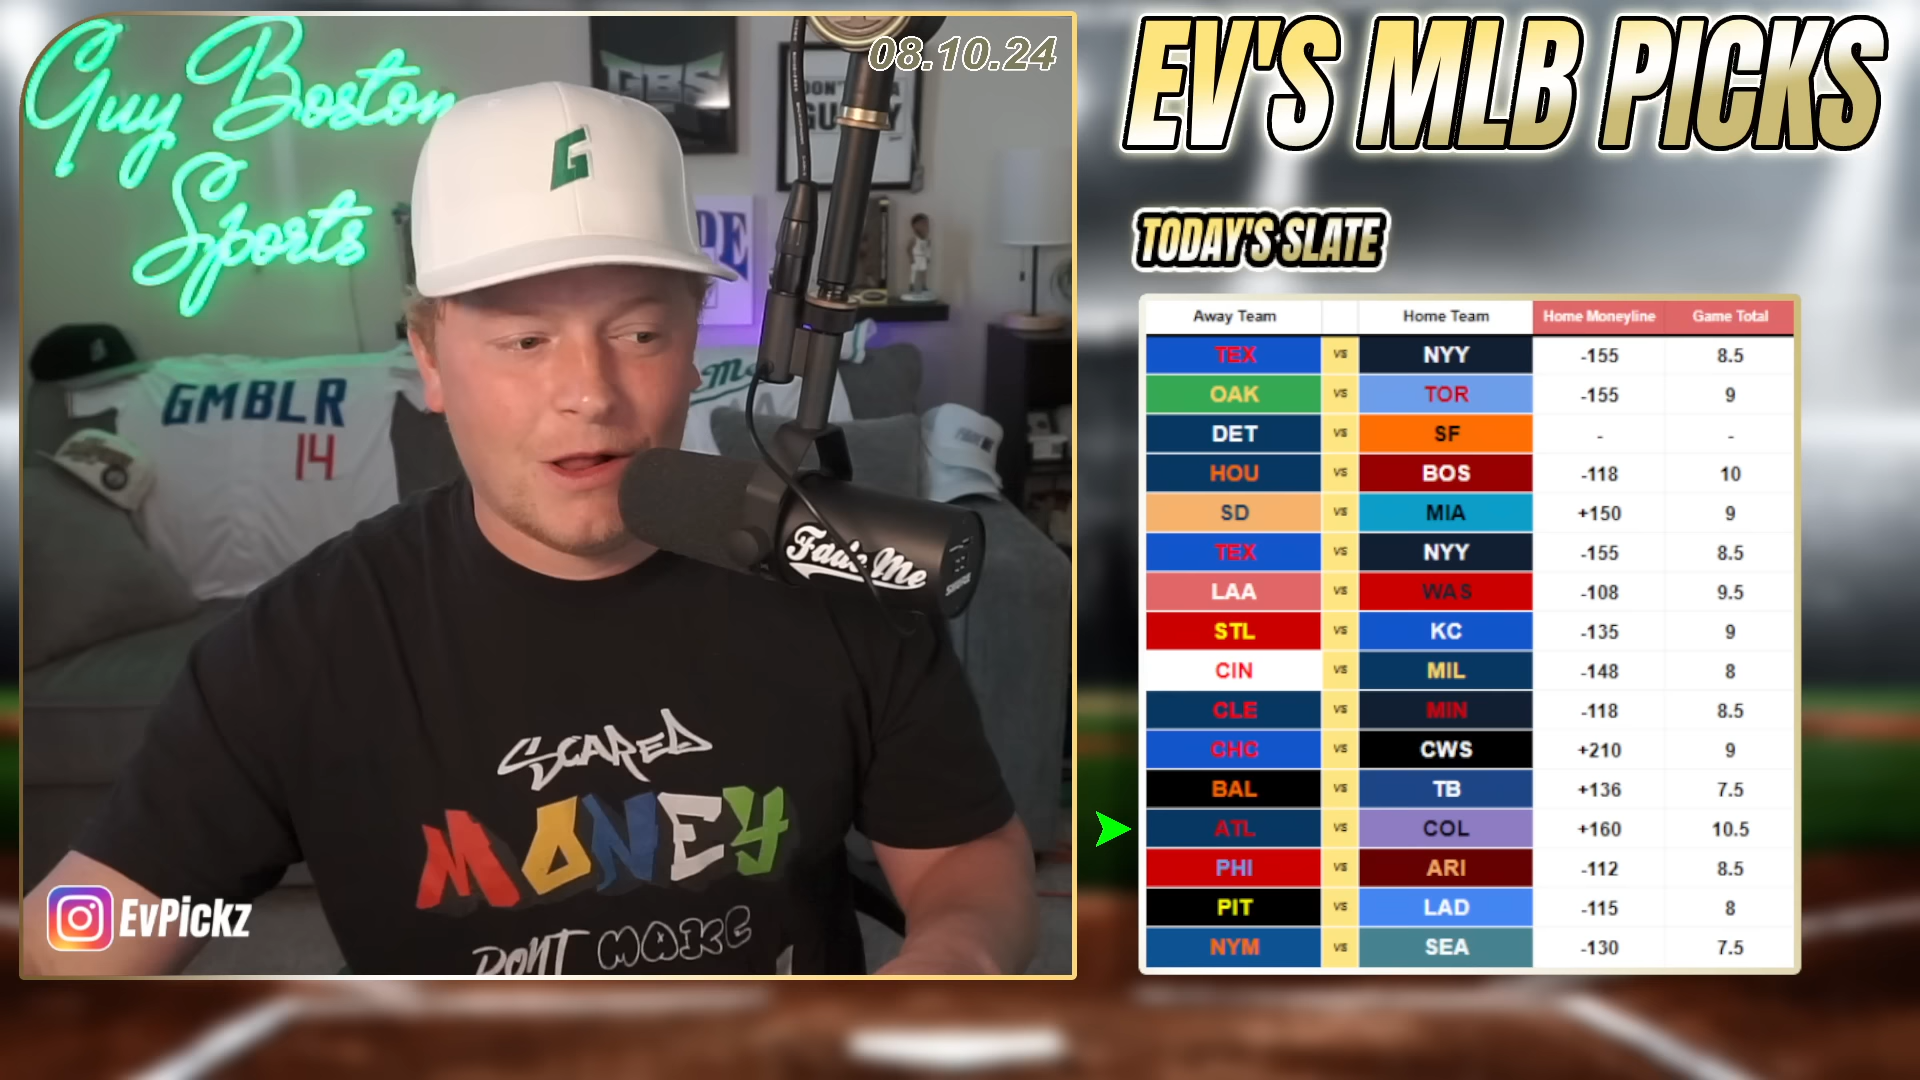 Guy Boston
Sports
GBS
08.10.24
GMBLR
14
Fade Me
SHURE
SCARED
MONEY
DONT MAKE
EvPickz
EV'S MLB PICKS
TODAY'S SLATE
Away Team Home Team Home Moneyline Game Total
TEX vs NYY -155 8.5
OAK vs TOR -155 9
DET vs SF - -
HOU vs BOS -118 10
SD vs MIA +150 9
TEX vs NYY -155 8.5
LAA vs WAS -108 9.5
STL vs KC -135 9
CIN vs MIL -148 8
CLE vs MIN -118 8.5
CHC vs CWS +210 9
BAL vs TB +136 7.5
ATL vs COL +160 10.5
PHI vs ARI -112 8.5
PIT vs LAD -115 8
NYM vs SEA -130 7.5